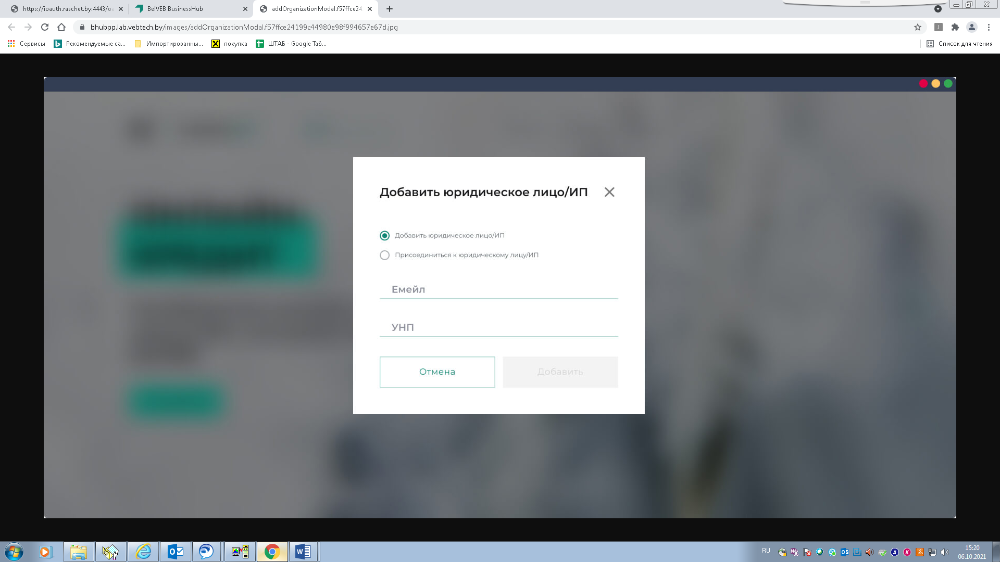 https://ioauth.raschet.by:4443/oa
BelVEB BusinessHub
addOrganizationModal.f57ffce24
bhubpp.lab.vebtech.by/images/addOrganizationModal.f57ffce24199c44980e98f994657e67d.jpg
Сервисы
Рекомендуемые са...
Импортированны...
покупка
ШТАБ - Google Таб...
Список для чтения
Добавить юридическое лицо/ИП
Добавить юридическое лицо/ИП
Присоединиться к юридическому лицу/ИП
Емейл
УНП
Отмена
Добавить
RU
15:20
06.10.2021